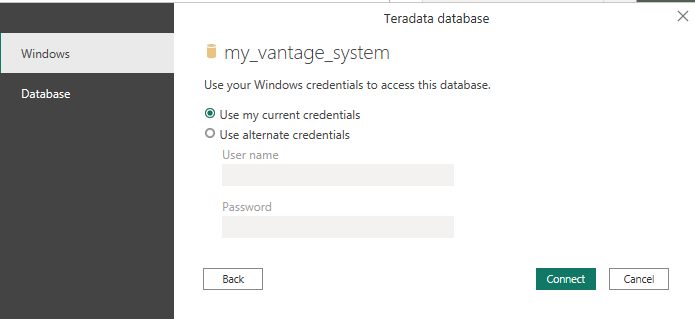 Teradata database
Windows
Database
my_vantage_system
Use your Windows credentials to access this database.
Use my current credentials
Use alternate credentials
User name
Password
Back
Connect
Cancel